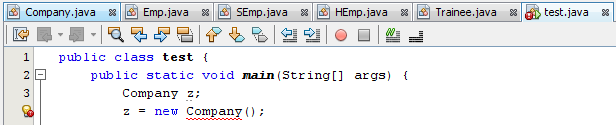 Company.java Emp.java SEmp.java HEmp.java Trainee.java test.java
1 public class test {
2 public static void main(String[] args) {
3 Company z;
z = new Company();